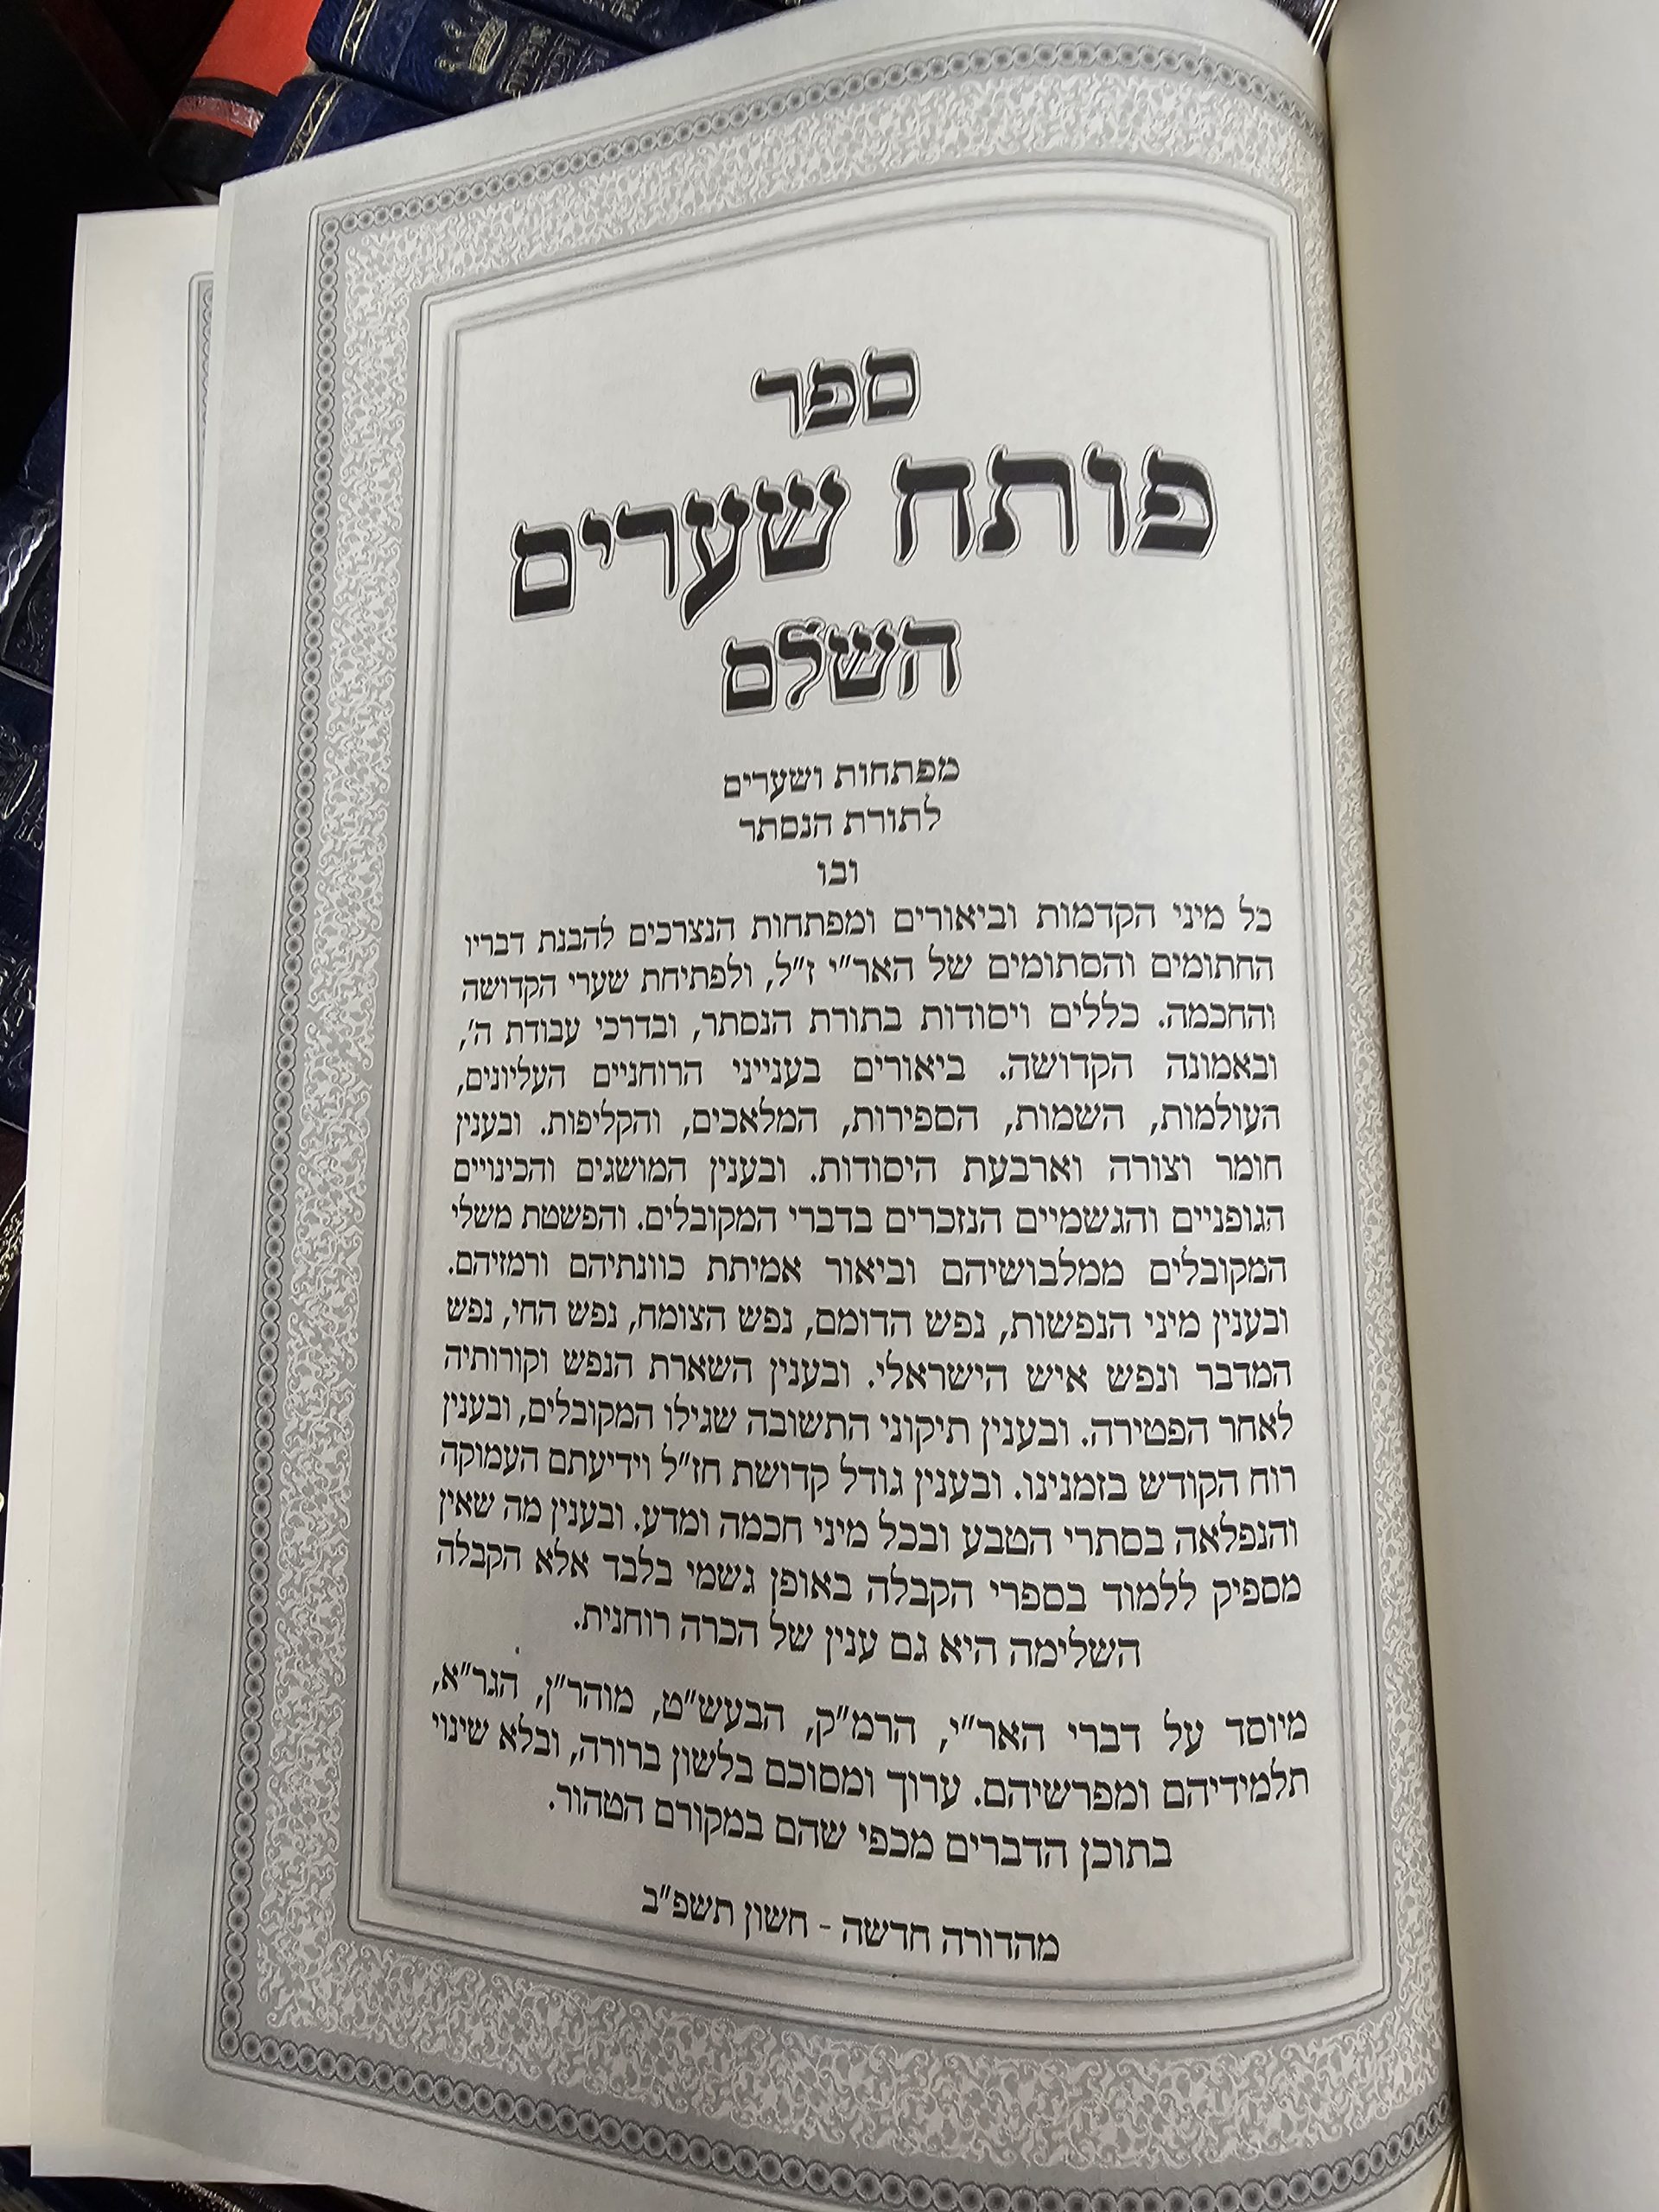 ספר
פותח שערים
השלם
מפתחות ושערים
לתורת הנסתר
ובו
כל מיני הקדמות וביאורים ומפתחות הנצרכים להבנת דבריו
החתומים והסתומים של האר"י ז"ל, ולפתיחת שערי הקדושה
והחכמה. כללים ויסודות בתורת הנסתר, ובדרכי עבודת ה',
ובאמונה הקדושה. ביאורים בענייני הרוחניים העליונים,
העולמות, השמות, הספירות, המלאכים, והקליפות. ובענין
חומר וצורה וארבעת היסודות. ובענין המושגים והכינויים
הגופניים והגשמיים הנזכרים בדברי המקובלים. והפשטת משלי
המקובלים ממלבושיהם וביאור אמיתת כוונתיהם ורמזיהם.
ובענין מיני הנפשות, נפש הדומם, נפש הצומח, נפש החי, נפש
המדבר ונפש איש הישראלי. ובענין השארת הנפש וקורותיה
לאחר הפטירה. ובענין תיקוני התשובה שגילו המקובלים, ובענין
רוח הקודש בזמנינו. ובענין גודל קדושת חז"ל וידיעתם העמוקה
והנפלאה בסתרי הטבע ובכל מיני חכמה ומדע. ובענין מה שאין
מספיק ללמוד בספרי הקבלה באופן גשמי בלבד אלא הקבלה
השלימה היא גם ענין של הכרה רוחנית.
מיוסד על דברי האר"י, הרמ"ק, הבעש"ט, מוהר"ן, הגר"א,
תלמידיהם ומפרשיהם. ערוך ומסוכם בלשון ברורה, ובלא שינוי
בתוכן הדברים מכפי שהם במקורם הטהור.
מהדורה חדשה - חשון תשפ"ב